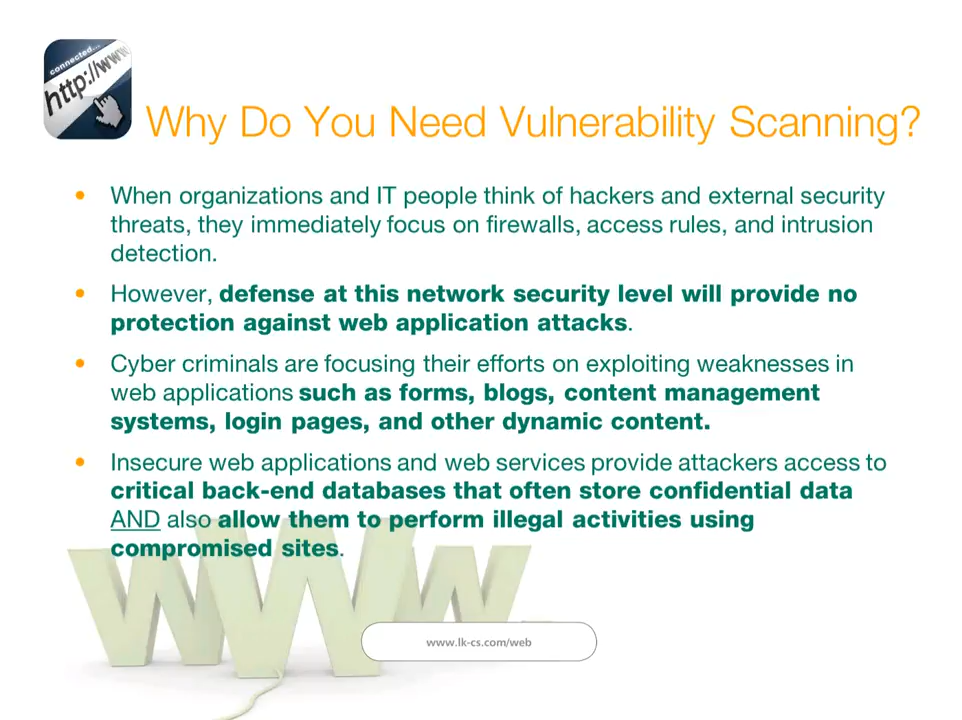 connected...
http://www.
Why Do You Need Vulnerability Scanning?
• When organizations and IT people think of hackers and external security
threats, they immediately focus on firewalls, access rules, and intrusion
detection.
• However, defense at this network security level will provide no
protection against web application attacks.
• Cyber criminals are focusing their efforts on exploiting weaknesses in
web applications such as forms, blogs, content management
systems, login pages, and other dynamic content.
• Insecure web applications and web services provide attackers access to
critical back-end databases that often store confidential data
AND also allow them to perform illegal activities using
compromised sites.
WWW
www.lk-cs.com/web